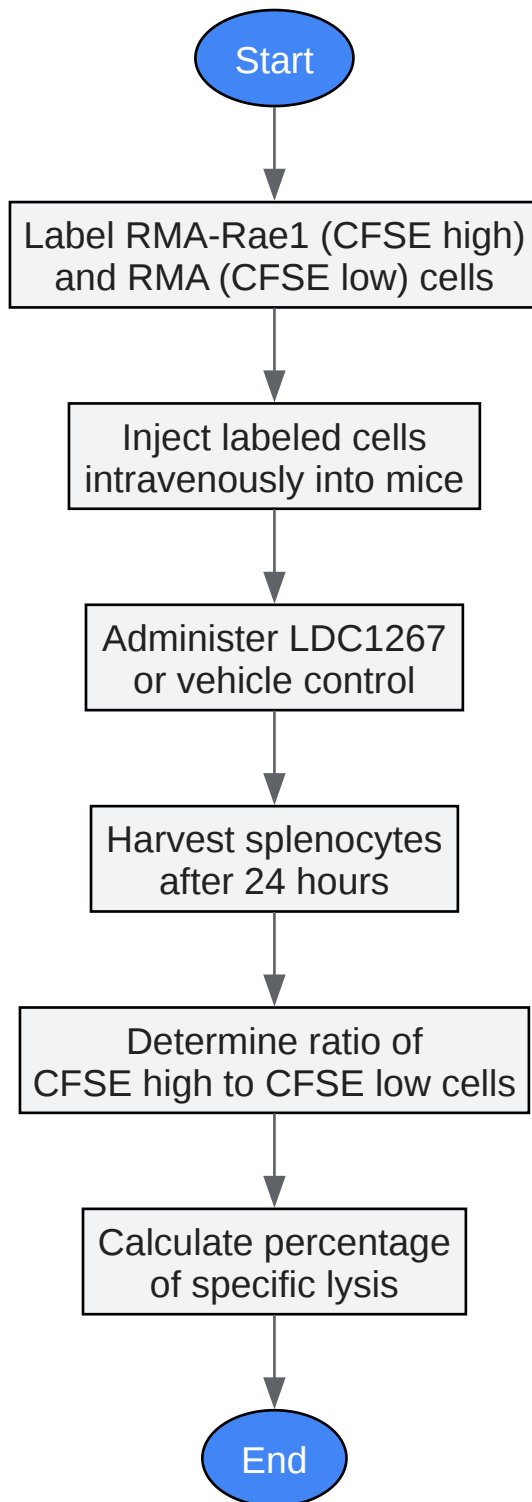 Start
Label RMA-Rae1 (CFSE high)
and RMA (CFSE low) cells
Inject labeled cells
intravenously into mice
Administer LDC1267
or vehicle control
Harvest splenocytes
after 24 hours
Determine ratio of
CFSE high to CFSE low cells
Calculate percentage
of specific lysis
End